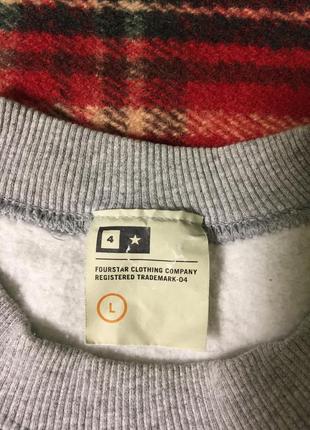 4
FOURSTAR CLOTHING COMPANY
REGISTERED TRADEMARK-04
L